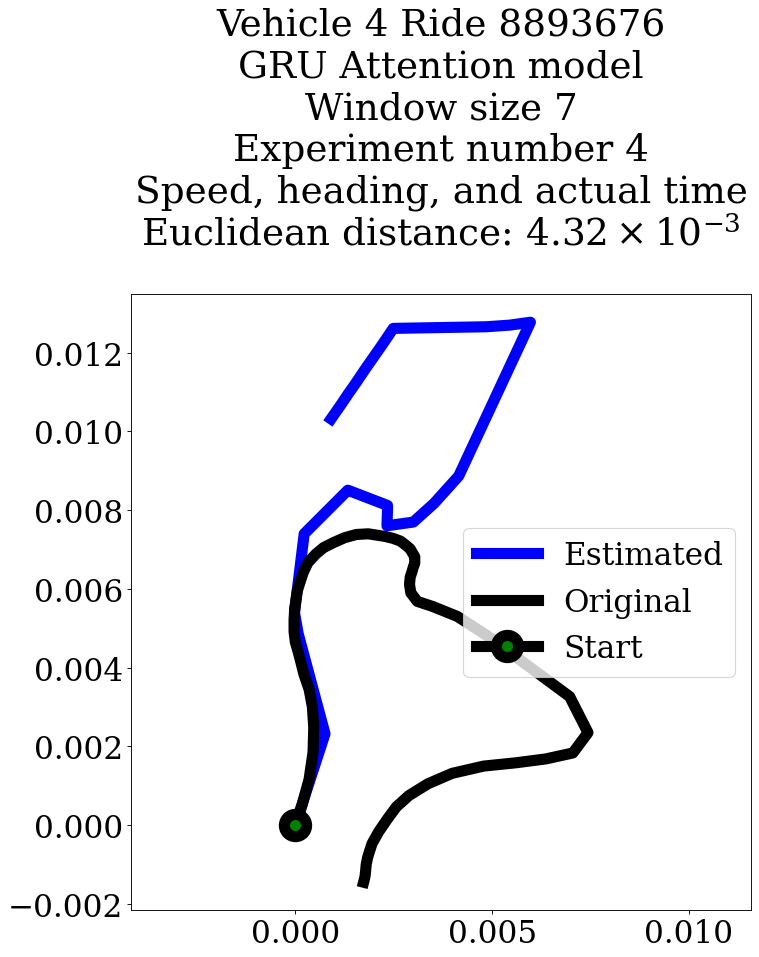 Vehicle 4 Ride 8893676
GRU Attention model
Window size 7
Experiment number 4
Speed, heading, and actual time
Euclidean distance: 4.32 × 10⁻³
0.012
0.010
0.008
0.006
0.004
0.002
0.000
−0.002
Estimated
Original
Start
0.000 0.005 0.010